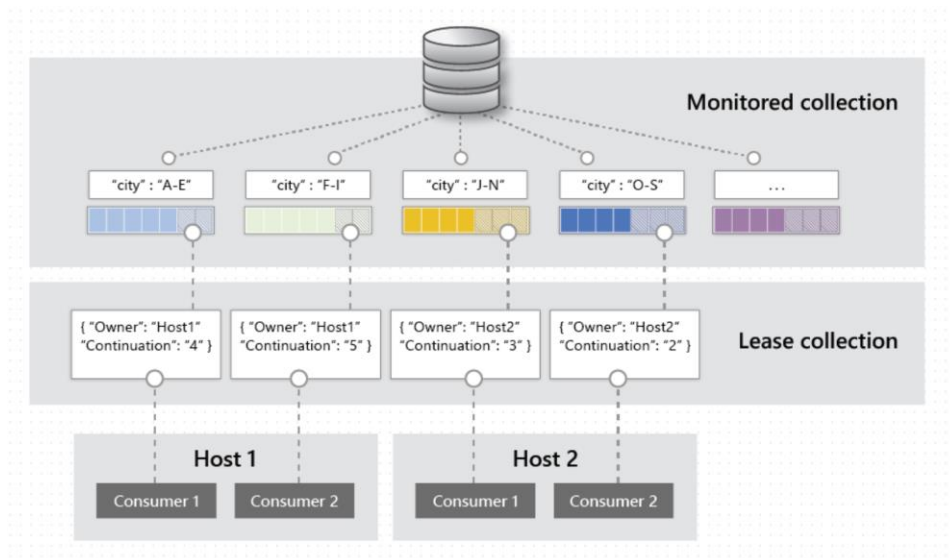 Monitored collection
"city" : "A-E"
"city" : "F-I"
"city" : "J-N"
"city" : "O-S"
...
{ "Owner": "Host1"
"Continuation": "4" }
{ "Owner": "Host1"
"Continuation": "5" }
{ "Owner": "Host2"
"Continuation": "3" }
{ "Owner": "Host2"
"Continuation": "2" }
Lease collection
Host 1
Consumer 1
Consumer 2
Host 2
Consumer 1
Consumer 2